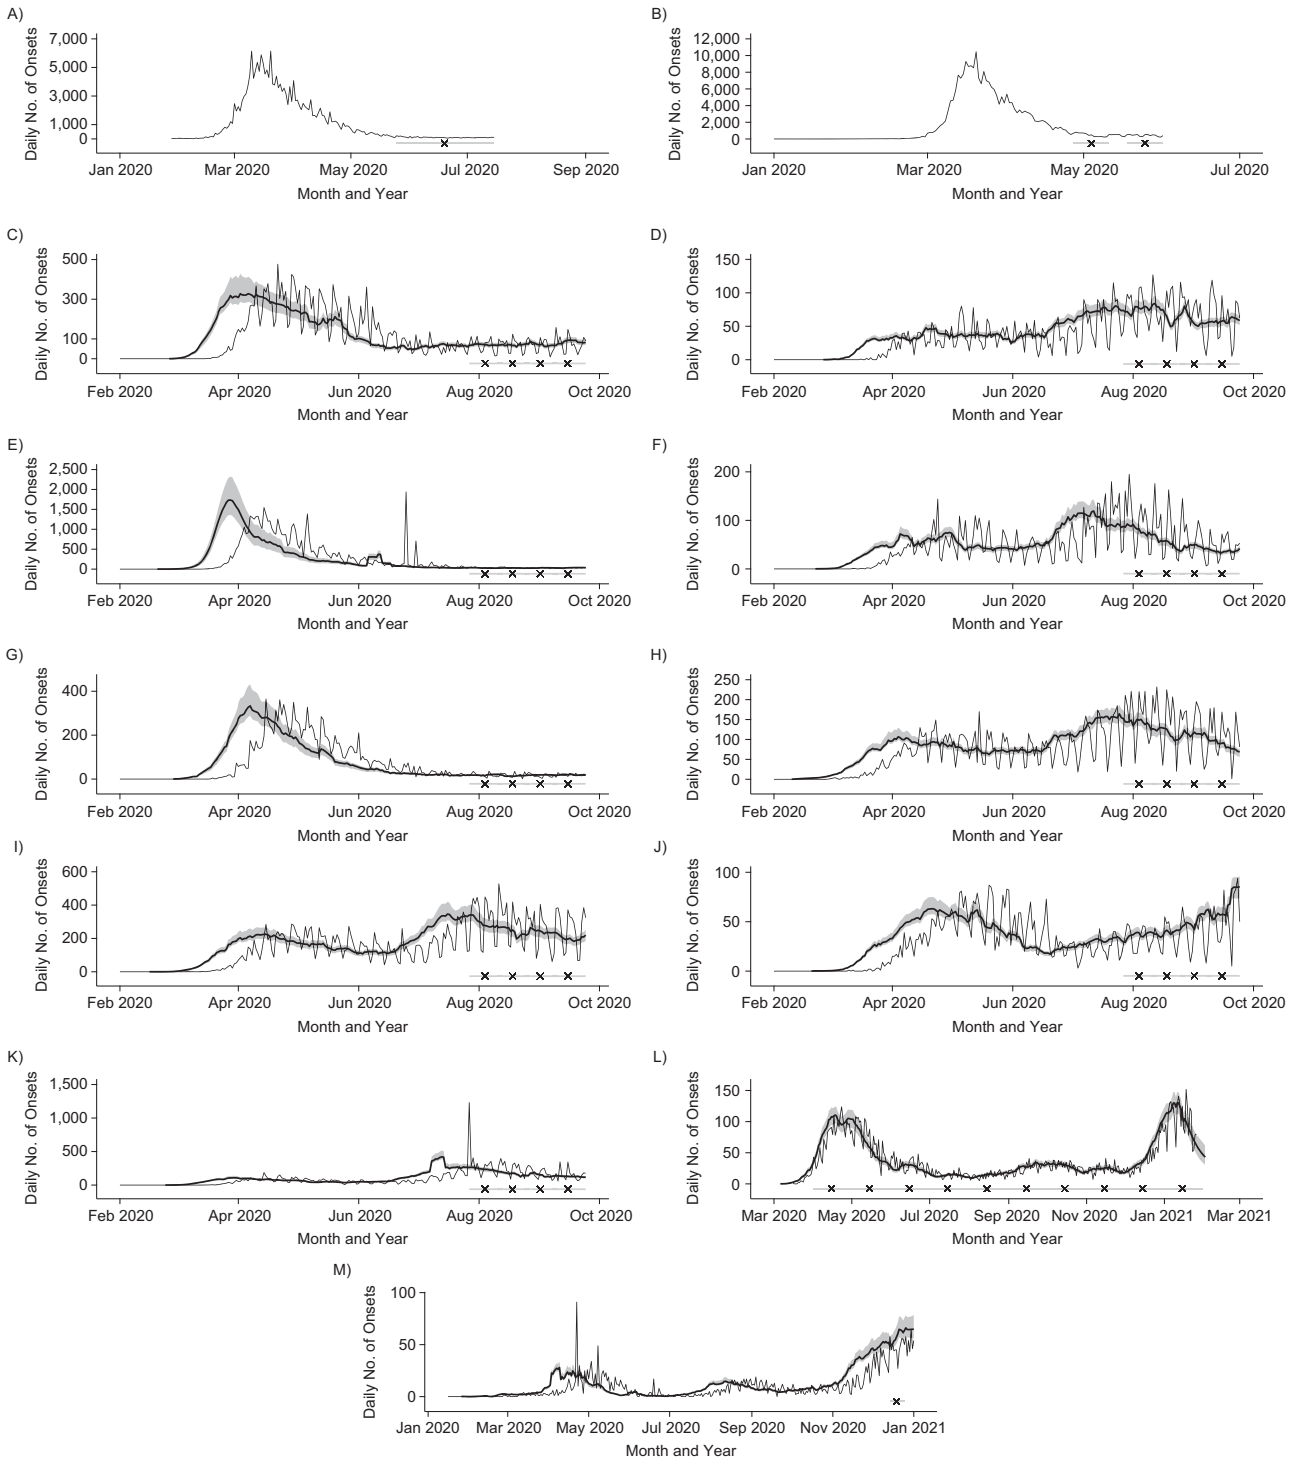 A)
Daily No. of Onsets
7,000
5,000
3,000
1,000
0
Jan 2020 Mar 2020 May 2020 Jul 2020 Sep 2020
Month and Year
B)
Daily No. of Onsets
12,000
10,000
8,000
6,000
4,000
2,000
0
Jan 2020 Mar 2020 May 2020 Jul 2020
Month and Year
C)
Daily No. of Onsets
500
300
100
0
Feb 2020 Apr 2020 Jun 2020 Aug 2020 Oct 2020
Month and Year
D)
Daily No. of Onsets
150
100
50
0
Feb 2020 Apr 2020 Jun 2020 Aug 2020 Oct 2020
Month and Year
E)
Daily No. of Onsets
2,500
2,000
1,500
1,000
500
0
Feb 2020 Apr 2020 Jun 2020 Aug 2020 Oct 2020
Month and Year
F)
Daily No. of Onsets
200
100
0
Feb 2020 Apr 2020 Jun 2020 Aug 2020 Oct 2020
Month and Year
G)
Daily No. of Onsets
400
200
0
Feb 2020 Apr 2020 Jun 2020 Aug 2020 Oct 2020
Month and Year
H)
Daily No. of Onsets
250
200
150
100
50
0
Feb 2020 Apr 2020 Jun 2020 Aug 2020 Oct 2020
Month and Year
I)
Daily No. of Onsets
600
400
200
0
Feb 2020 Apr 2020 Jun 2020 Aug 2020 Oct 2020
Month and Year
J)
Daily No. of Onsets
100
50
0
Feb 2020 Apr 2020 Jun 2020 Aug 2020 Oct 2020
Month and Year
K)
Daily No. of Onsets
1,500
1,000
500
0
Feb 2020 Apr 2020 Jun 2020 Aug 2020 Oct 2020
Month and Year
L)
Daily No. of Onsets
150
100
50
0
Mar 2020 May 2020 Jul 2020 Sep 2020 Nov 2020 Jan 2021 Mar 2021
Month and Year
M)
Daily No. of Onsets
100
50
0
Jan 2020 Mar 2020 May 2020 Jul 2020 Sep 2020 Nov 2020 Jan 2021
Month and Year